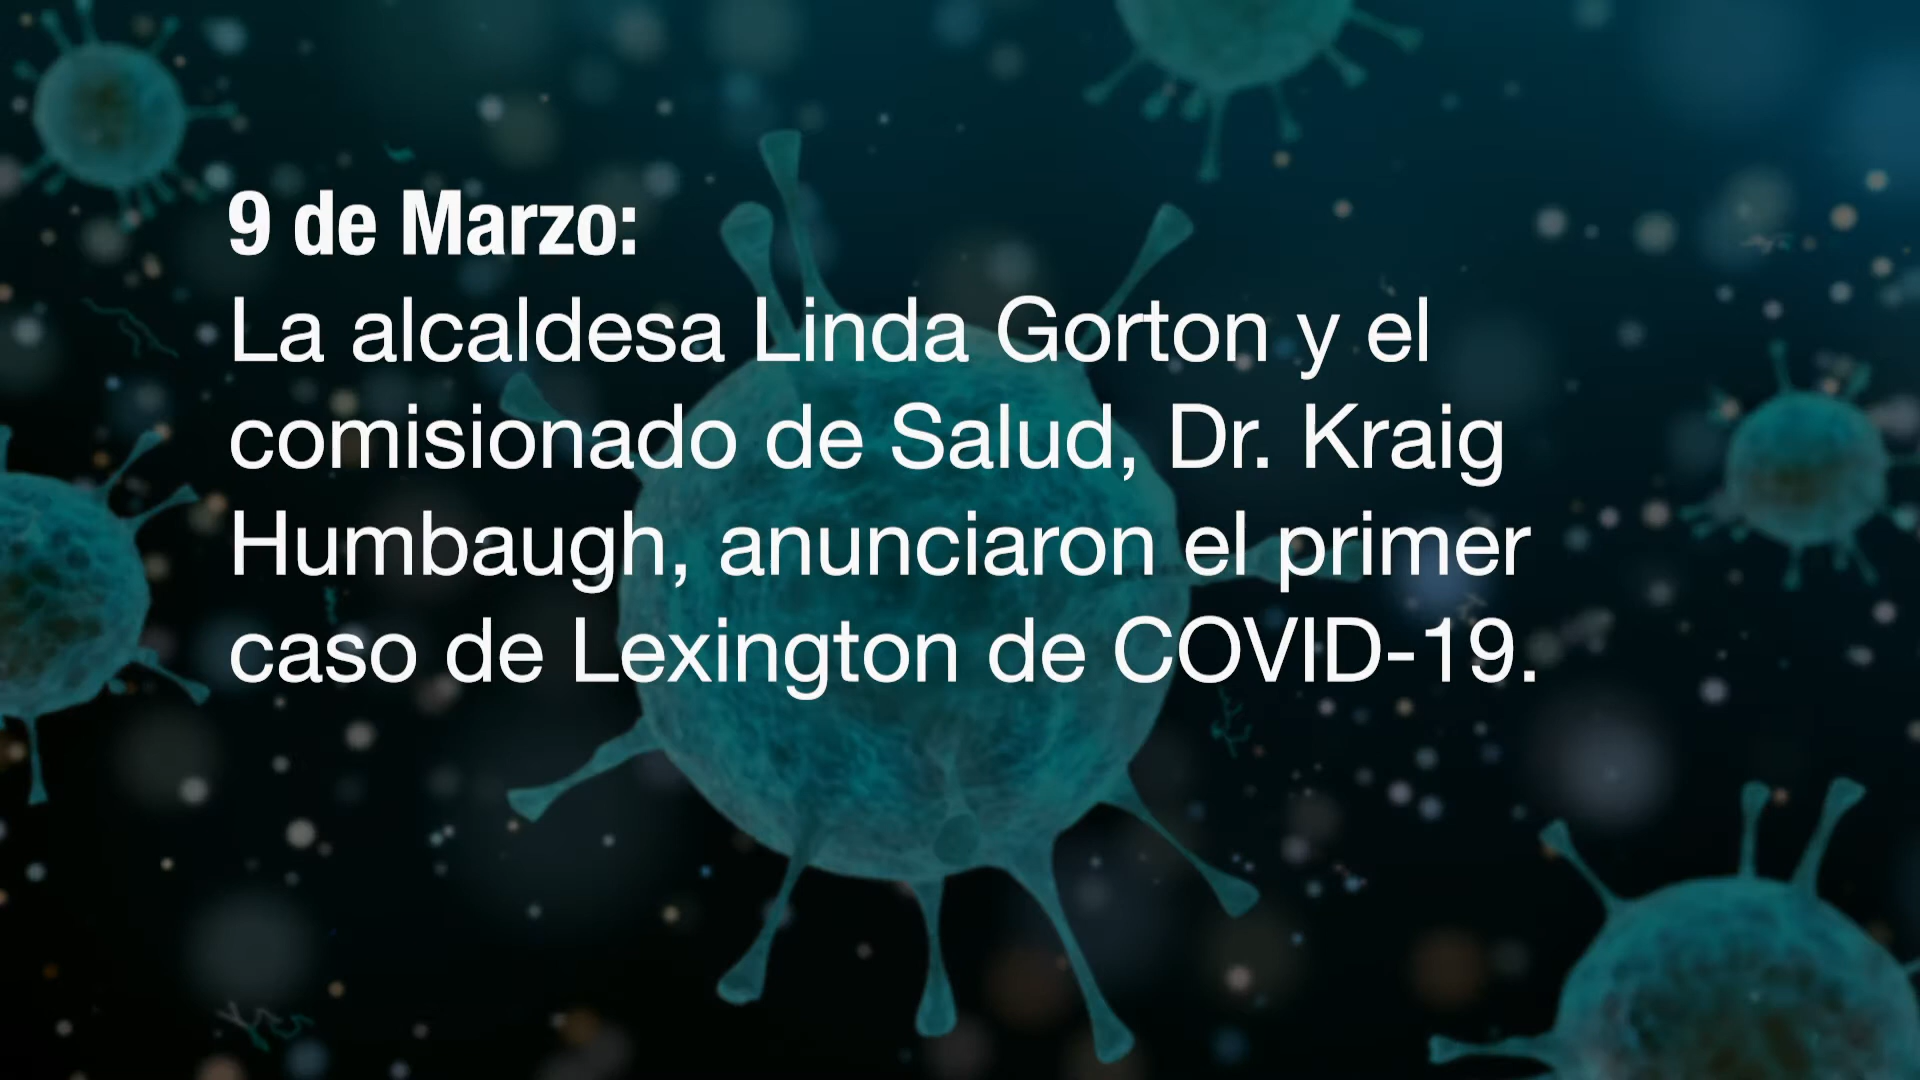 9 de Marzo:
La alcaldesa Linda Gorton y el
comisionado de Salud, Dr. Kraig
Humbaugh, anunciaron el primer
caso de Lexington de COVID-19.